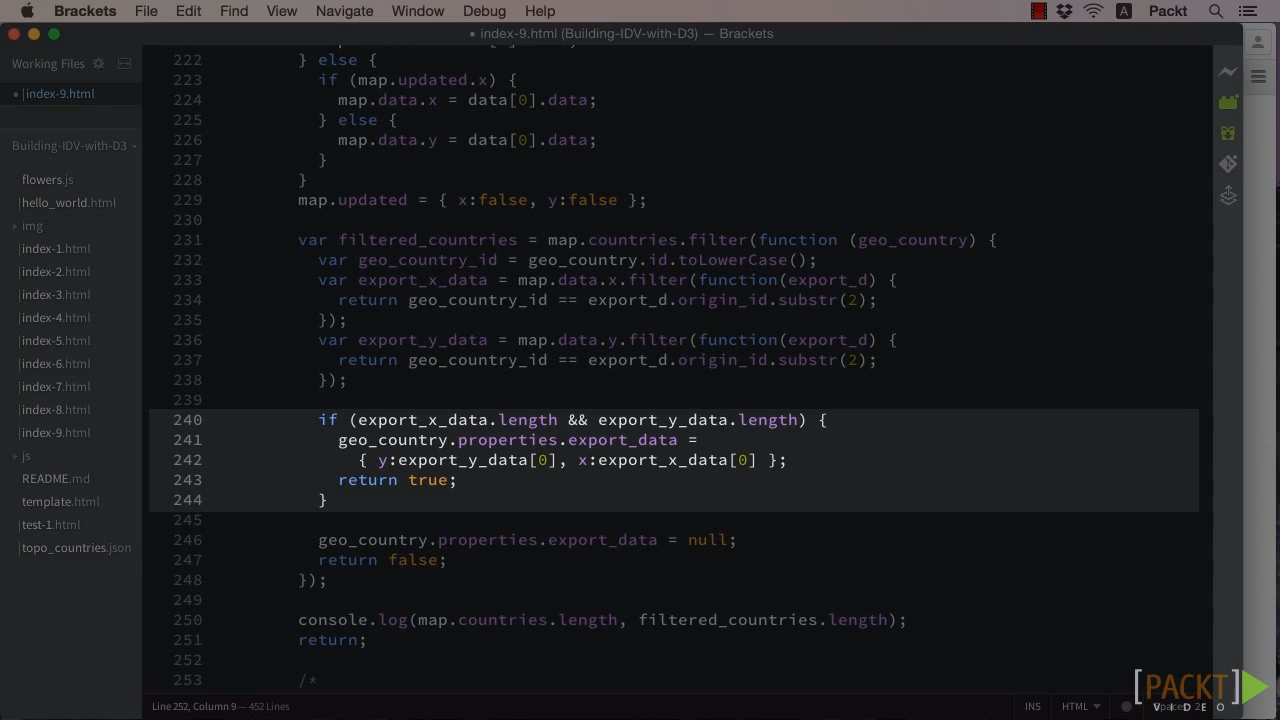 Brackets File Edit Find View Navigate Window Debug Help A Packt
index-9.html (Building-IDV-with-D3) — Brackets
Working Files
index-9.html
Building-IDV-with-D3
flowers.js
hello_world.html
img
index-1.html
index-2.html
index-3.html
index-4.html
index-5.html
index-6.html
index-7.html
index-8.html
index-9.html
js
README.md
template.html
test-1.html
topo_countries.json
222 } else {
223 if (map.updated.x) {
224 map.data.x = data[0].data;
225 } else {
226 map.data.y = data[0].data;
227 }
228 }
229 map.updated = { x:false, y:false };
230
231 var filtered_countries = map.countries.filter(function (geo_country) {
232 var geo_country_id = geo_country.id.toLowerCase();
233 var export_x_data = map.data.x.filter(function(export_d) {
234 return geo_country_id == export_d.origin_id.substr(2);
235 });
236 var export_y_data = map.data.y.filter(function(export_d) {
237 return geo_country_id == export_d.origin_id.substr(2);
238 });
239
240 if (export_x_data.length && export_y_data.length) {
241 geo_country.properties.export_data =
242 { y:export_y_data[0], x:export_x_data[0] };
243 return true;
244 }
245
246 geo_country.properties.export_data = null;
247 return false;
248 });
249
250 console.log(map.countries.length, filtered_countries.length);
251 return;
252
253 /*
Line 252, Column 9 — 452 Lines
INS HTML
[PACKT]
VIDEO